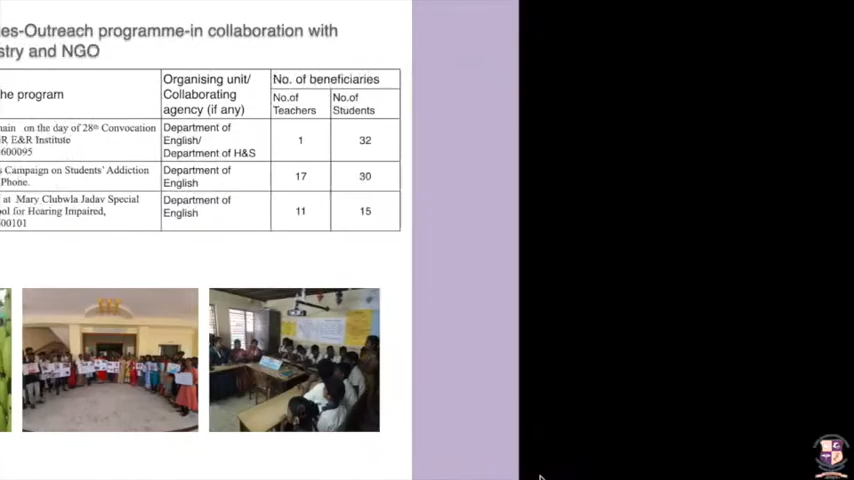 es-Outreach programme-in collaboration with
stry and NGO
he program
Organising unit/
Collaborating
agency (if any)
No. of beneficiaries
No.of
Teachers
No.of
Students
on the day of 28th Convocation
R E&R Institute
600095
Department of
English/
Department of H&S
1
32
s Campaign on Students' Addiction
Phone.
Department of
English
17
30
at Mary Clubwla Jadav Special
ol for Hearing Impaired,
00101
Department of
English
11
15